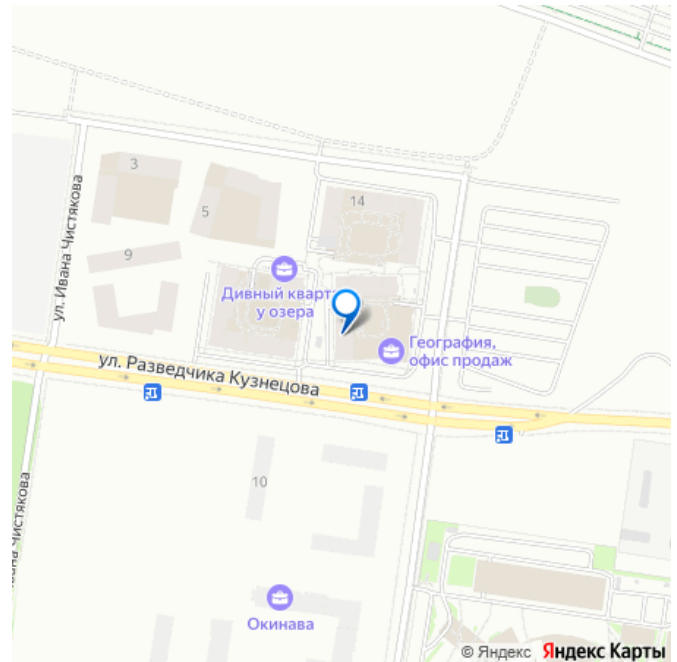 3
14
5
ул. Ивана Чистякова
9
Дивный кварта
у озера
География,
офис продаж
ул. Разведчика Кузнецова
10
Чистякова
Окинава
© Яндекс Яндекс Карты